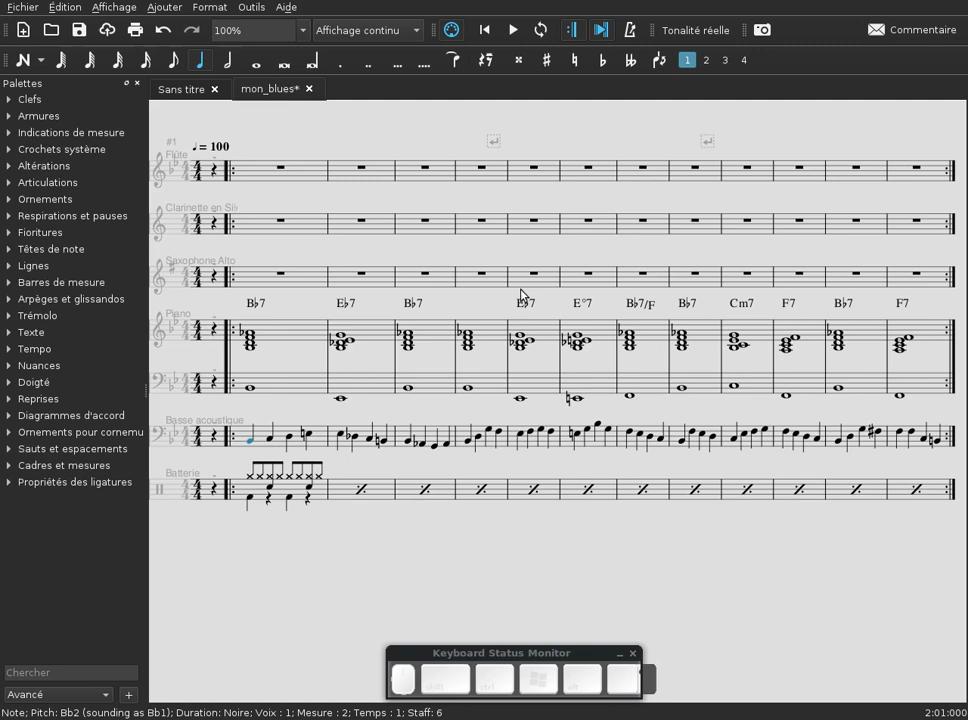 Fichier Édition Affichage Ajouter Format Outils Aide
100% Affichage continu Tonalité réelle Commentaire
1 2 3 4
Palettes
Sans titre mon_blues*
Clefs
Armures
Indications de mesure
Crochets système
Altérations
Articulations
Ornements
Respirations et pauses
Fioritures
Têtes de note
Lignes
Barres de mesure
Arpèges et glissandos
Trémolo
Texte
Tempo
Nuances
Doigté
Reprises
Diagrammes d'accord
Ornements pour cornemu
Sauts et espacements
Cadres et mesures
Propriétés des ligatures
Chercher
Avancé
#1
♩ = 100
Flûte
Clarinette en Si♭
Saxophone Alto
B♭7 E♭7 B♭7 E♭7 E°7 B♭7/F B♭7 Cm7 F7 B♭7 F7
Piano
Basse acoustique
Batterie
Keyboard Status Monitor
shift ctrl alt
Note; Pitch: Bb2 (sounding as Bb1); Duration: Noire; Voix : 1; Mesure : 2; Temps : 1; Staff: 6 2:01:000